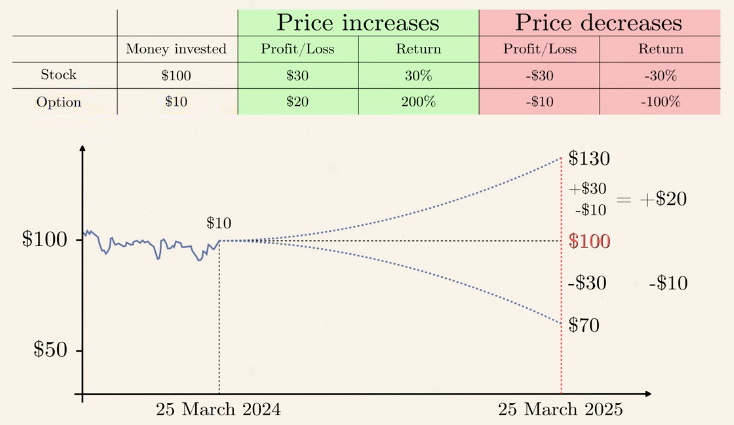 Price increases Price decreases
Money invested Profit/Loss Return Profit/Loss Return
Stock $100 $30 30% -$30 -30%
Option $10 $20 200% -$10 -100%
$130
+$30
-$10
= +$20
$10
$100
$100
-$30 -$10
$70
$50
25 March 2024 25 March 2025